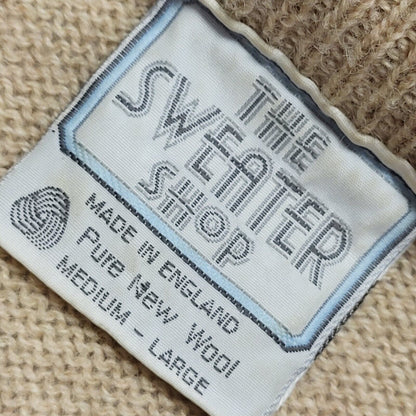 THE
SWEATER
SHOP
MADE IN ENGLAND
Pure New Wool
MEDIUM - LARGE